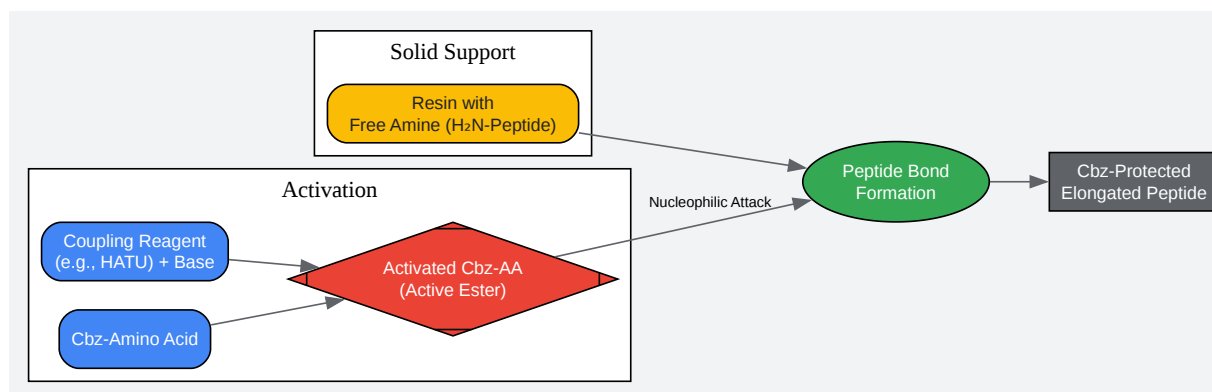 Solid Support
Resin with
Free Amine (H₂N-Peptide)
Activation
Coupling Reagent
(e.g., HATU) + Base
Cbz-Amino Acid
Activated Cbz-AA
(Active Ester)
Nucleophilic Attack
Peptide Bond
Formation
Cbz-Protected
Elongated Peptide